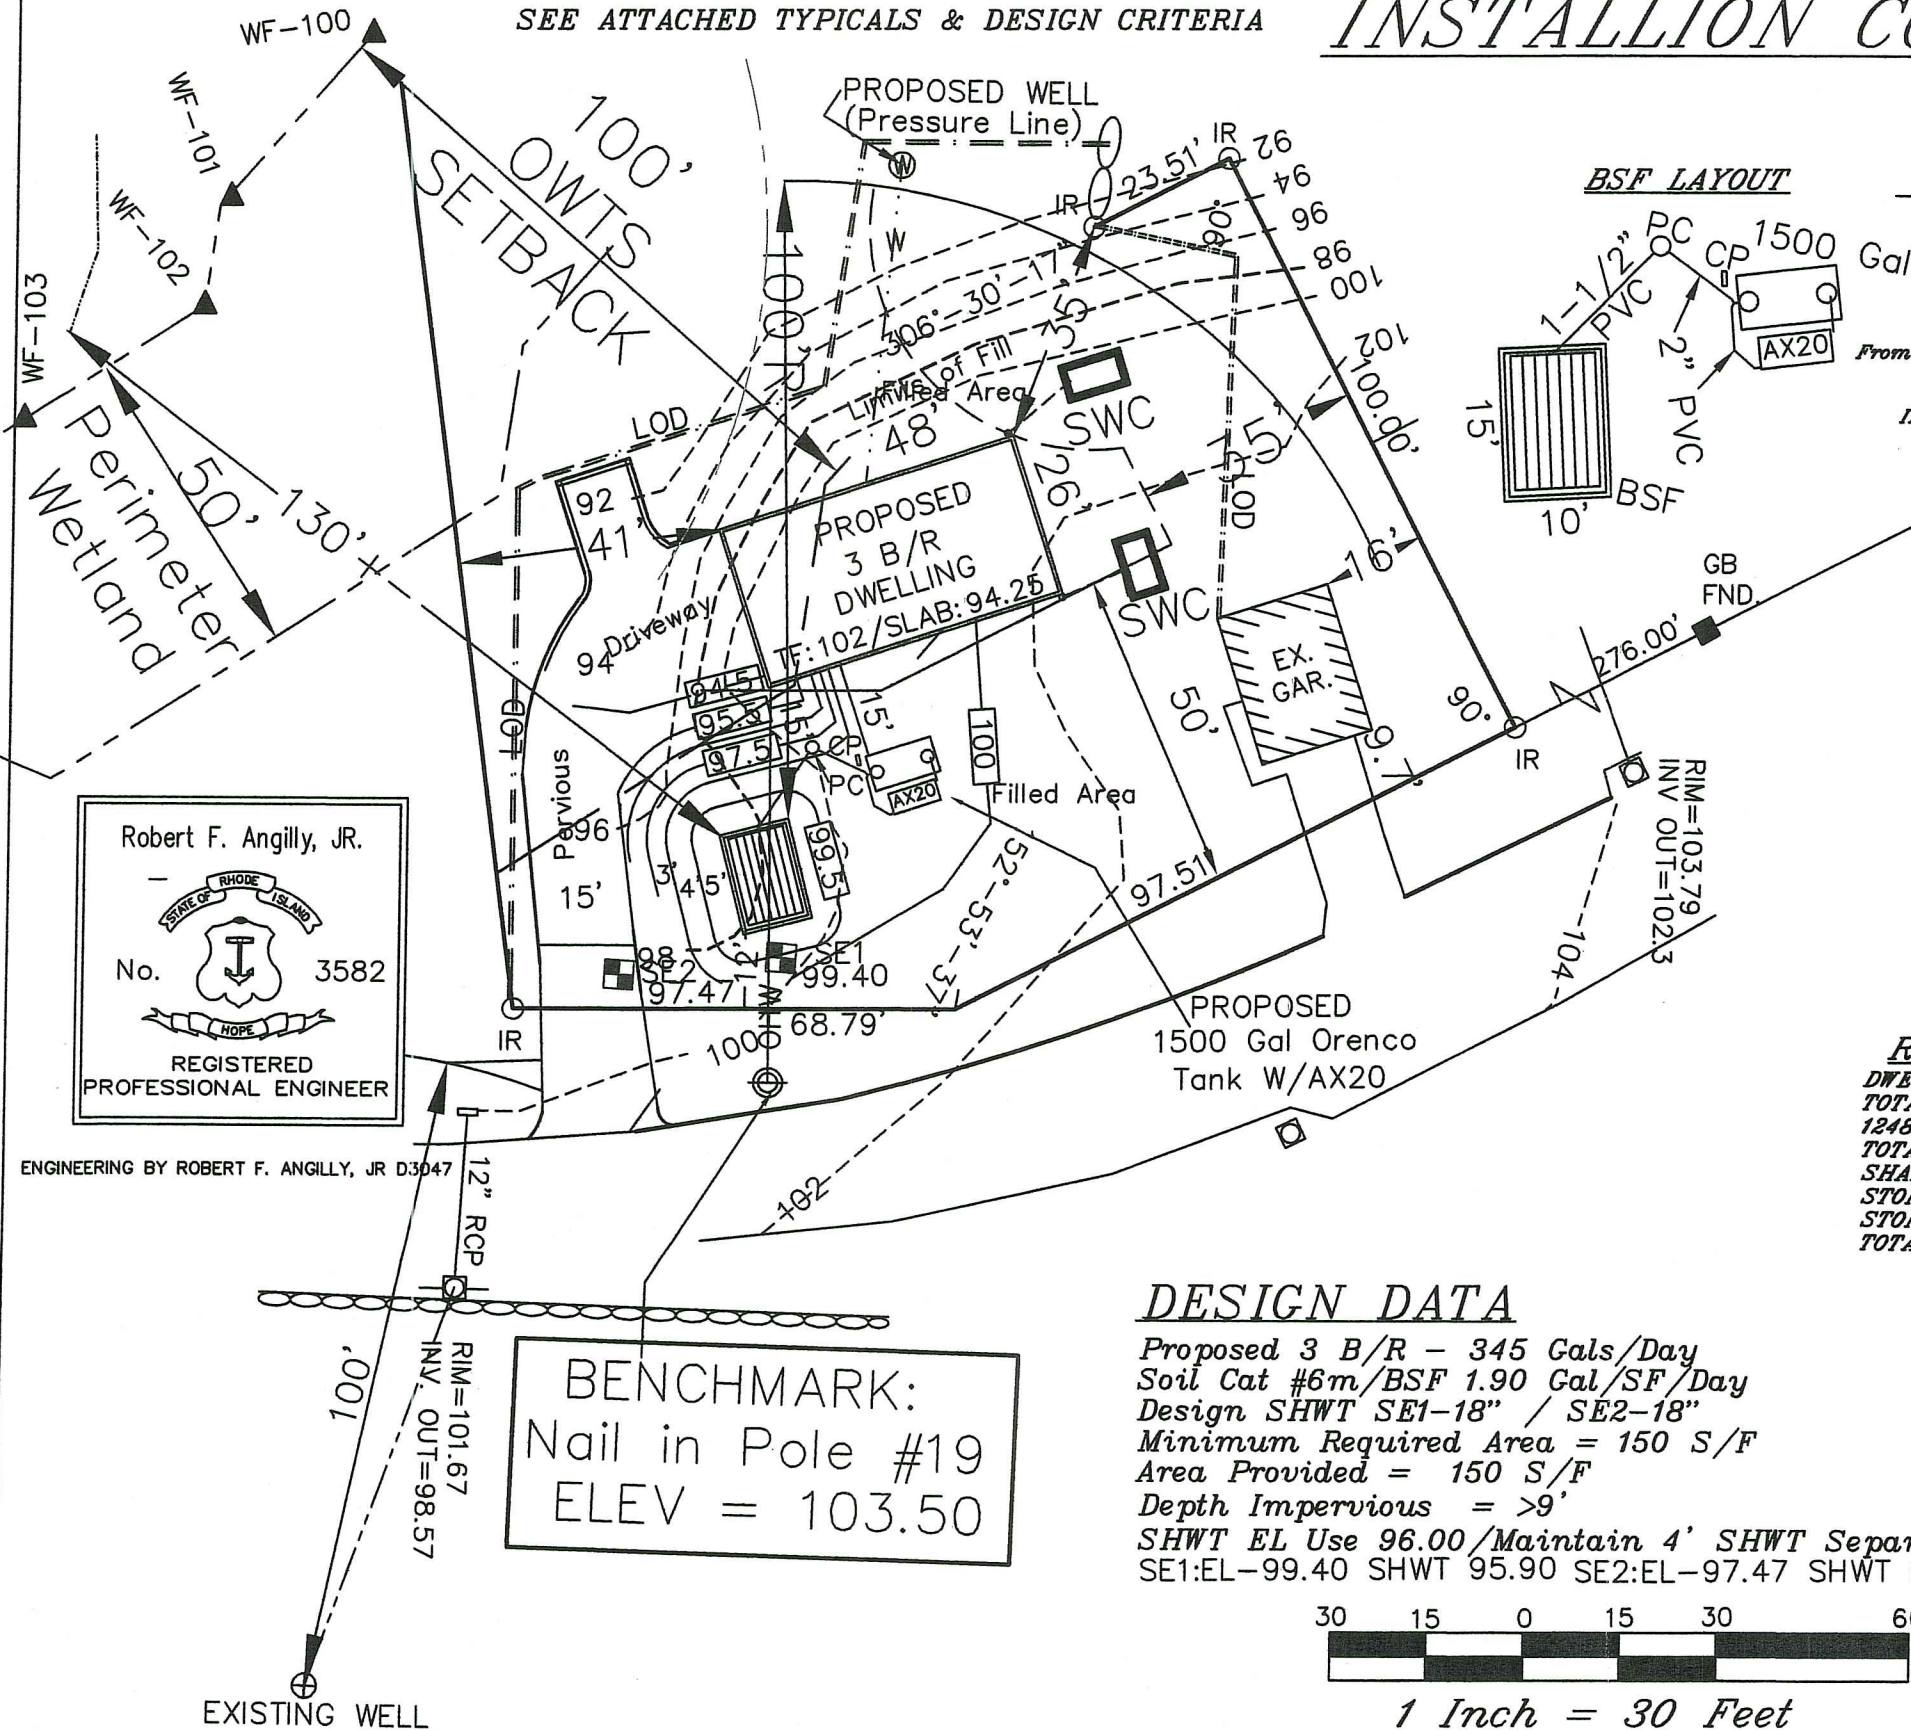 SEE ATTACHED TYPICALS & DESIGN CRITERIA
INSTALLION
WF-100
WF-101
WF-102
WF-103
100'
OWTS
SETBACK
PROPOSED WELL
(Pressure Line)
W
W
IR
23.51'
IR
90°
92
94
96
98
100
102
100.00'
100'R
306°-30'-17"
Limits of Fill
Filled Area
35'
48'
26'
SWC
SWC
51'
LOD
LOD
LOD
Perimeter
Wetland
50'
130'
92
41'
94
Driveway
PROPOSED
3 B/R
DWELLING
TF:102/SLAB:94.25
16'
EX.
GAR.
9.7'
90°
IR
276.00'
GB
FND.
50'
94.5
95.5
97.5
15'
15'
CP
PC
AX20
100
Filled Area
99.5
Pervious
96
15'
3'
4'
5'
98
SE2
97.47
12'
SE1
99.40
68.79'
52°-53'-37"
97.51'
IR
100
102
104
RIM=103.79
INV OUT=102.3
PROPOSED
1500 Gal Orenco
Tank W/AX20
BSF LAYOUT
PC
CP
1500 Gal
1-1/2"
PVC
2"
PVC
AX20
From
15'
10'
BSF
Robert F. Angilly, JR.
STATE OF RHODE ISLAND
No. 3582
HOPE
REGISTERED
PROFESSIONAL ENGINEER
ENGINEERING BY ROBERT F. ANGILLY, JR D3047
12" RCP
RIM=101.67
INV. OUT=98.57
100'
EXISTING WELL
BENCHMARK:
Nail in Pole #19
ELEV = 103.50
1248
DESIGN DATA
Proposed 3 B/R - 345 Gals/Day
Soil Cat #6m/BSF 1.90 Gal/SF/Day
Design SHWT SE1-18" / SE2-18"
Minimum Required Area = 150 S/F
Area Provided = 150 S/F
Depth Impervious = >9'
SHWT EL Use 96.00/Maintain 4' SHWT
SE1:EL-99.40 SHWT 95.90 SE2:EL-97.47 SHWT
30 15 0 15 30
1 Inch = 30 Feet